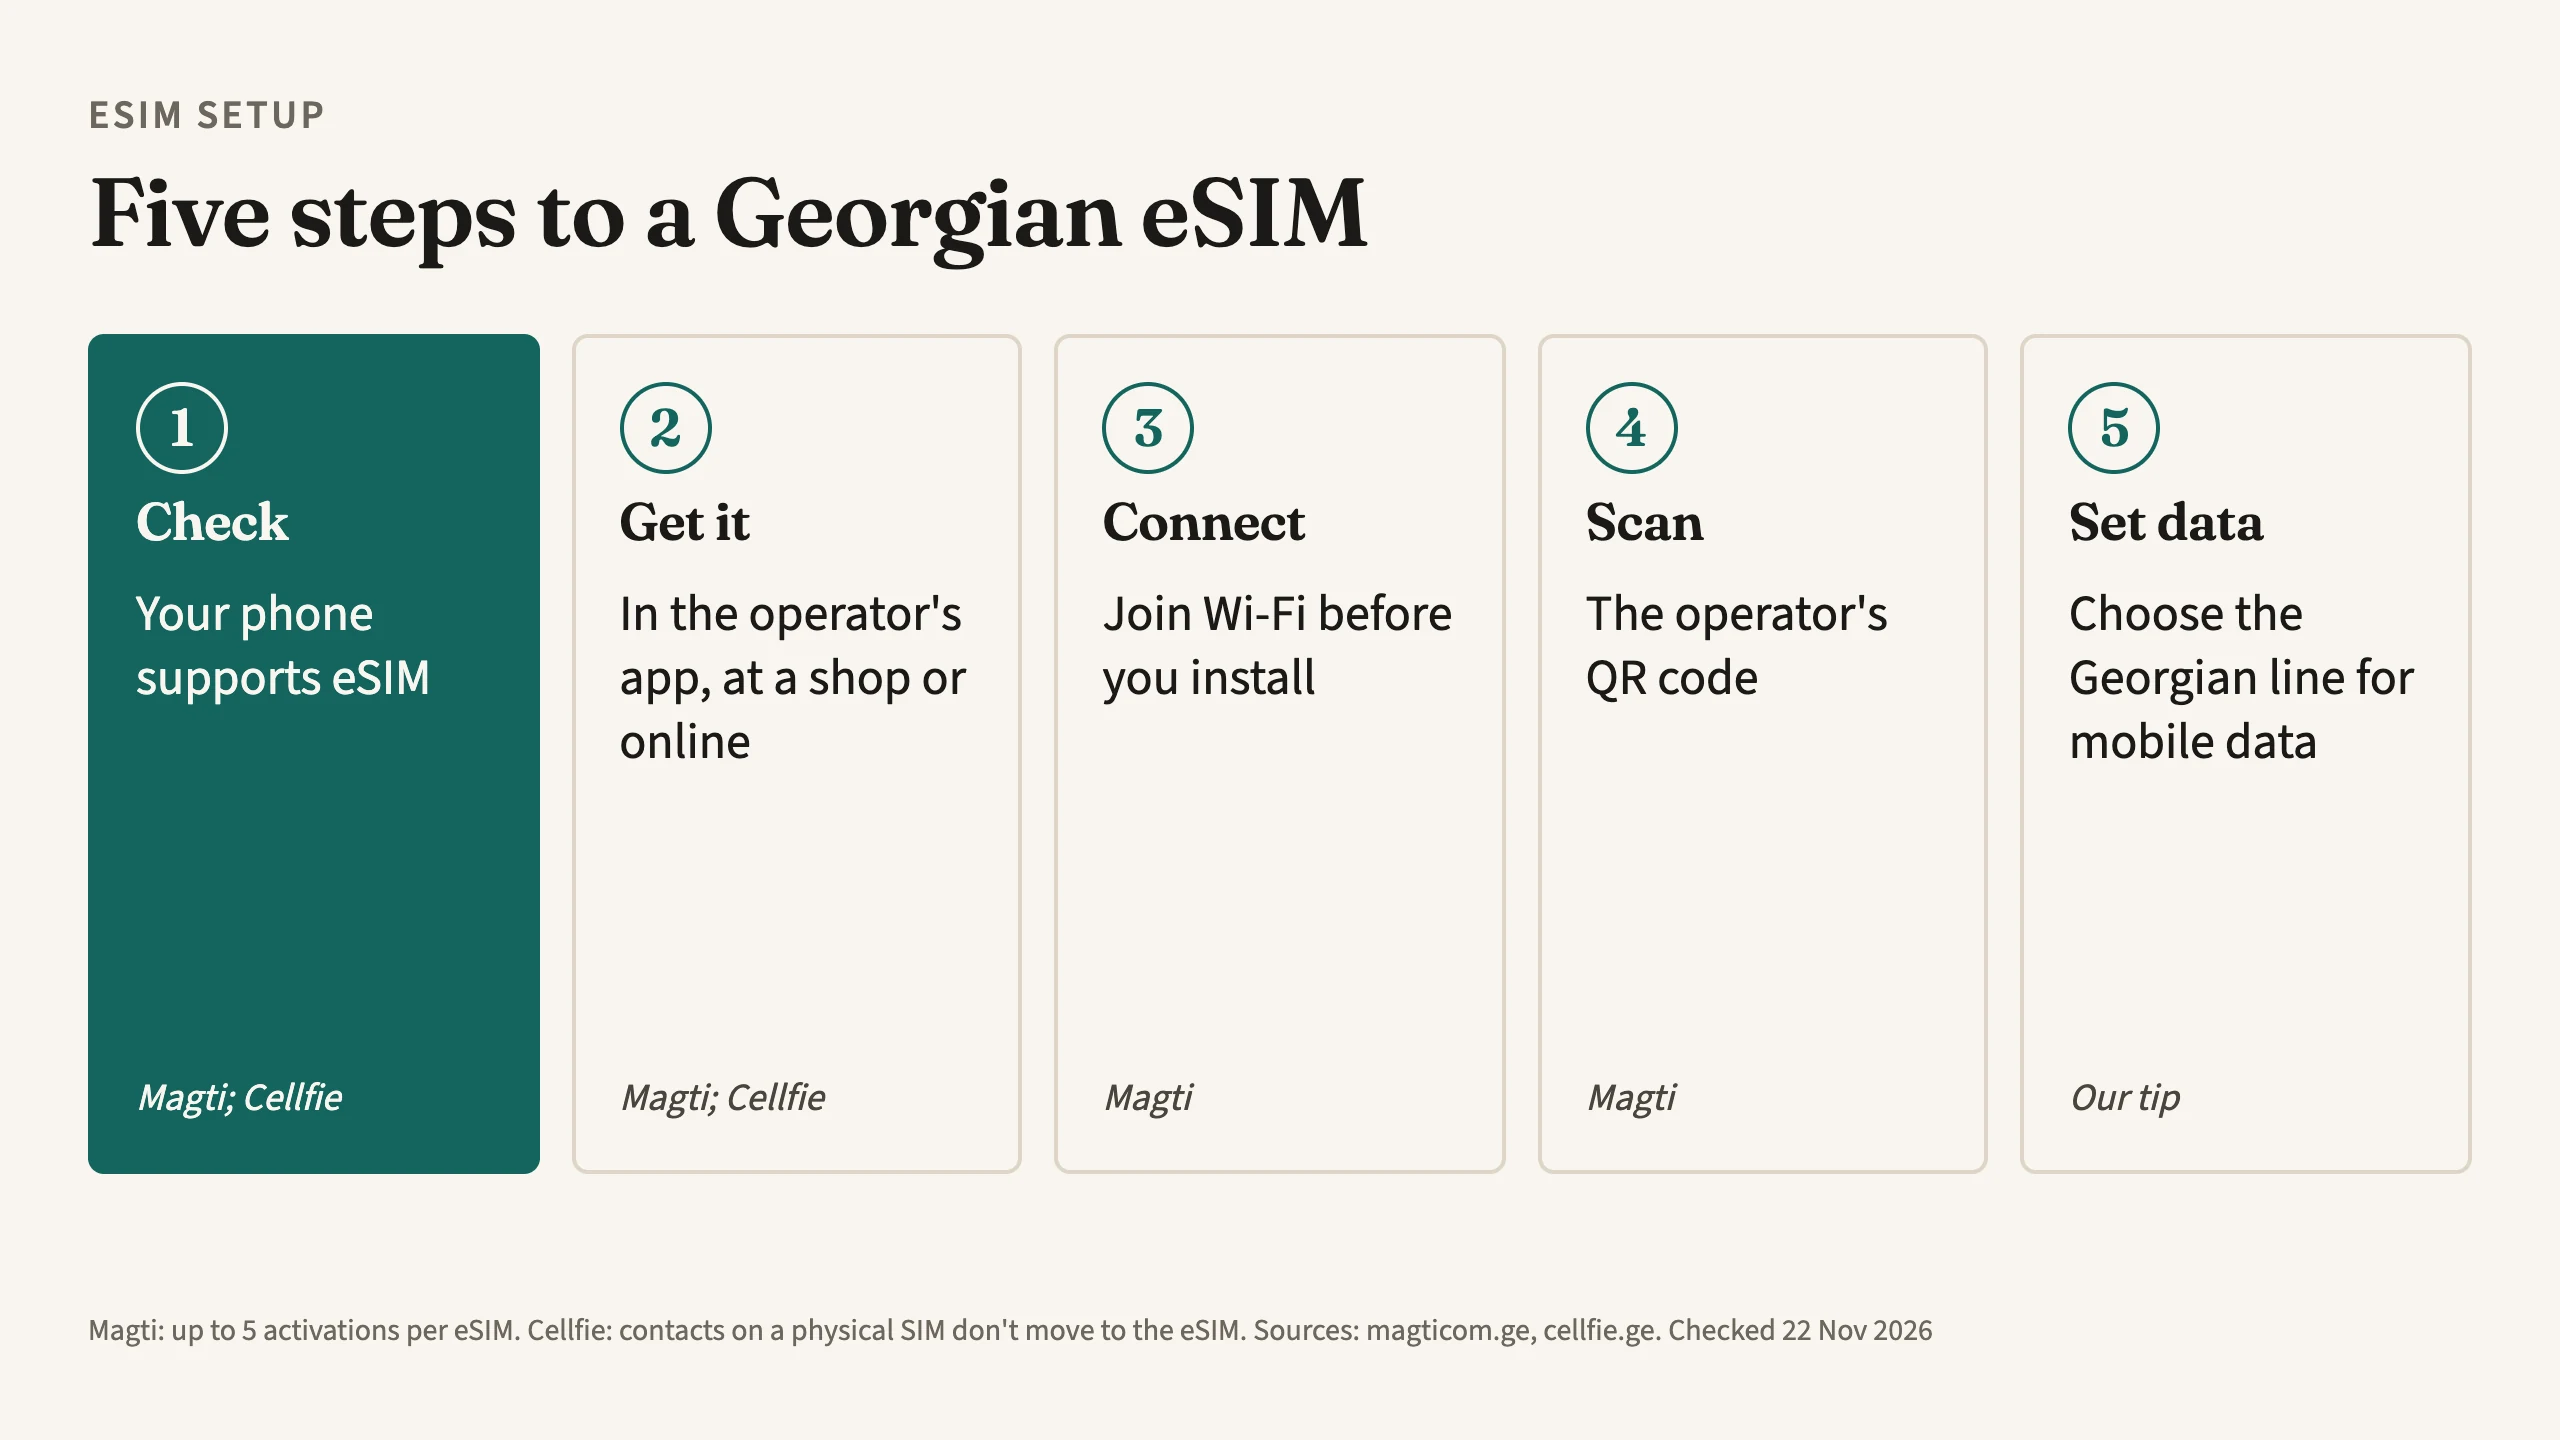 ESIM SETUP
Five steps to a Georgian eSIM
1
Check
Your phone
supports eSIM
Magti; Cellfie
2
Get it
In the operator's
app, at a shop or
online
Magti; Cellfie
3
Connect
Join Wi-Fi before
you install
Magti
4
Scan
The operator's
QR code
Magti
5
Set data
Choose the
Georgian line for
mobile data
Our tip
Magti: up to 5 activations per eSIM. Cellfie: contacts on a physical SIM don't move to the eSIM. Sources: magticom.ge, cellfie.ge. Checked 22 Nov 2026